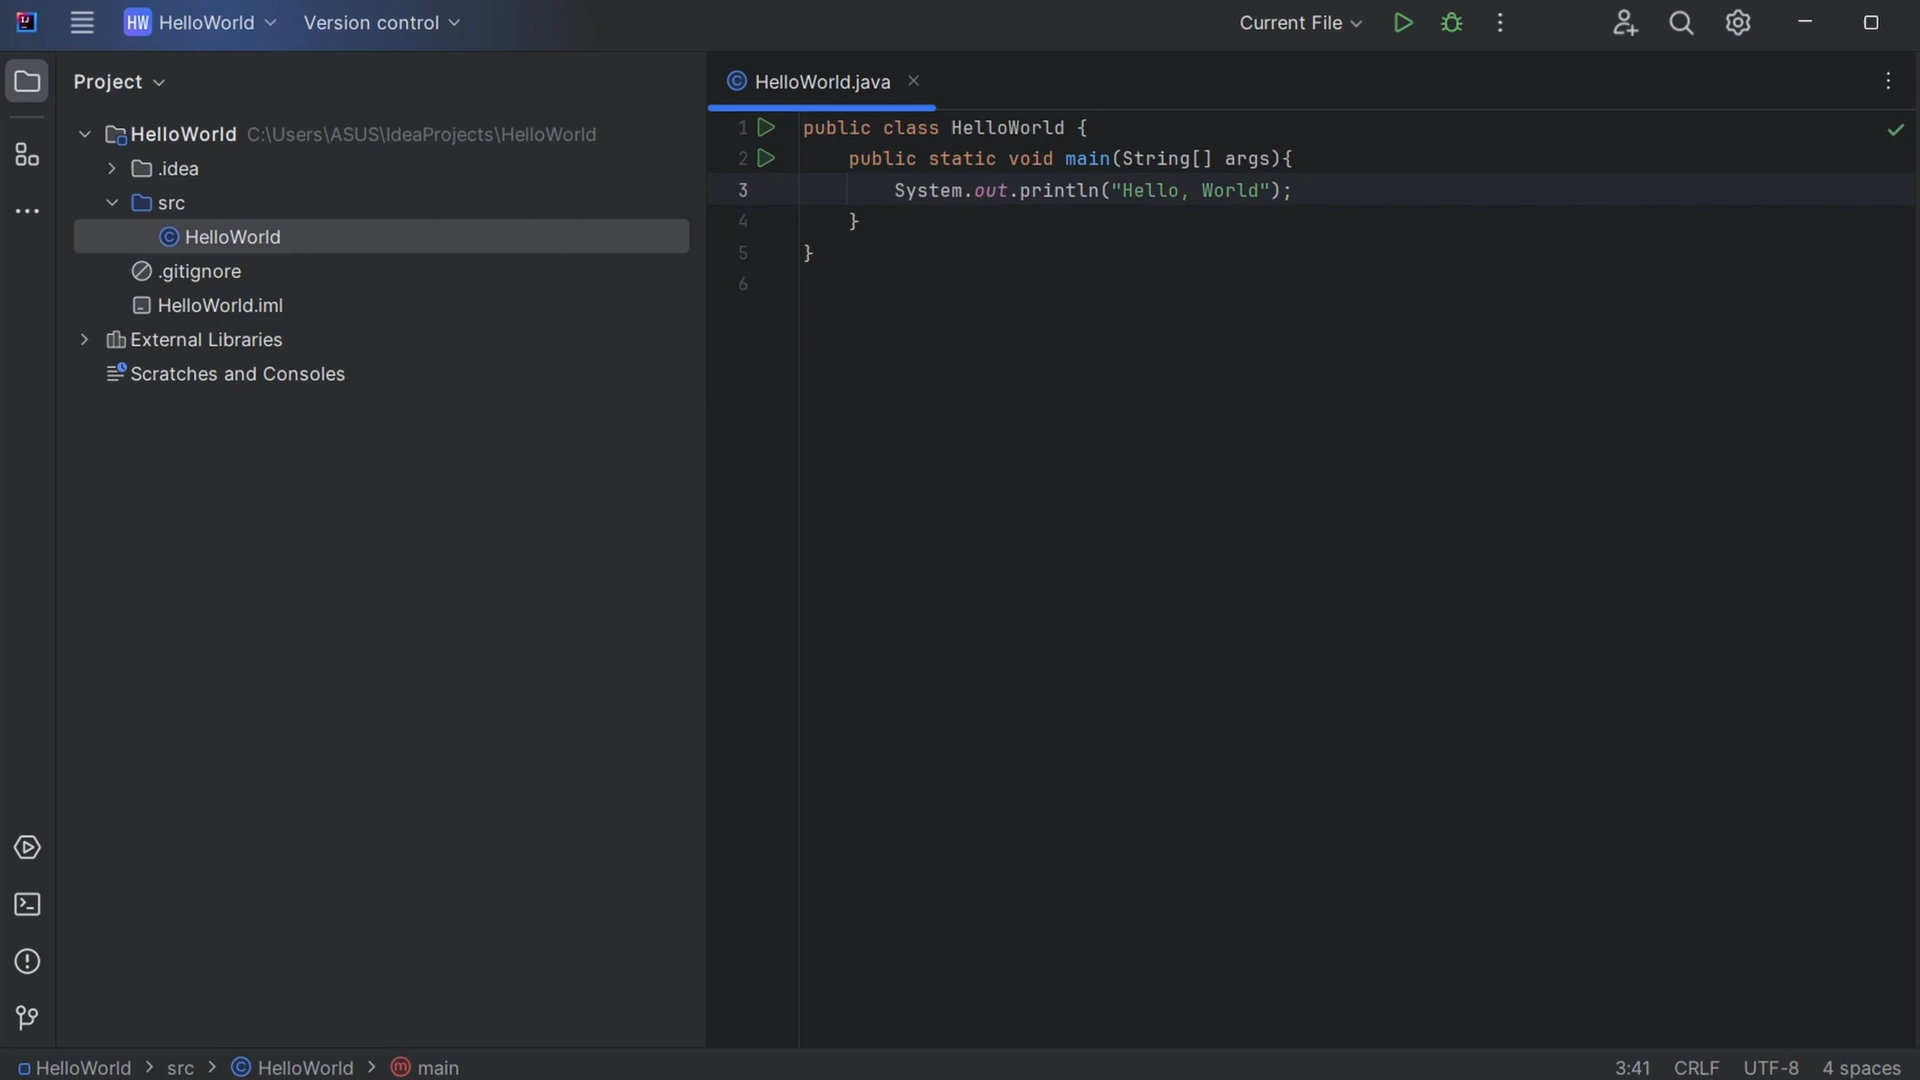 HW HelloWorld Version control Current File
Project
HelloWorld C:\Users\ASUS\IdeaProjects\HelloWorld
.idea
src
HelloWorld
.gitignore
HelloWorld.iml
External Libraries
Scratches and Consoles
HelloWorld.java
1 public class HelloWorld {
2     public static void main(String[] args){
3         System.out.println("Hello, World");
4     }
5 }
6
HelloWorld > src > HelloWorld > main 3:41 CRLF UTF-8 4 spaces